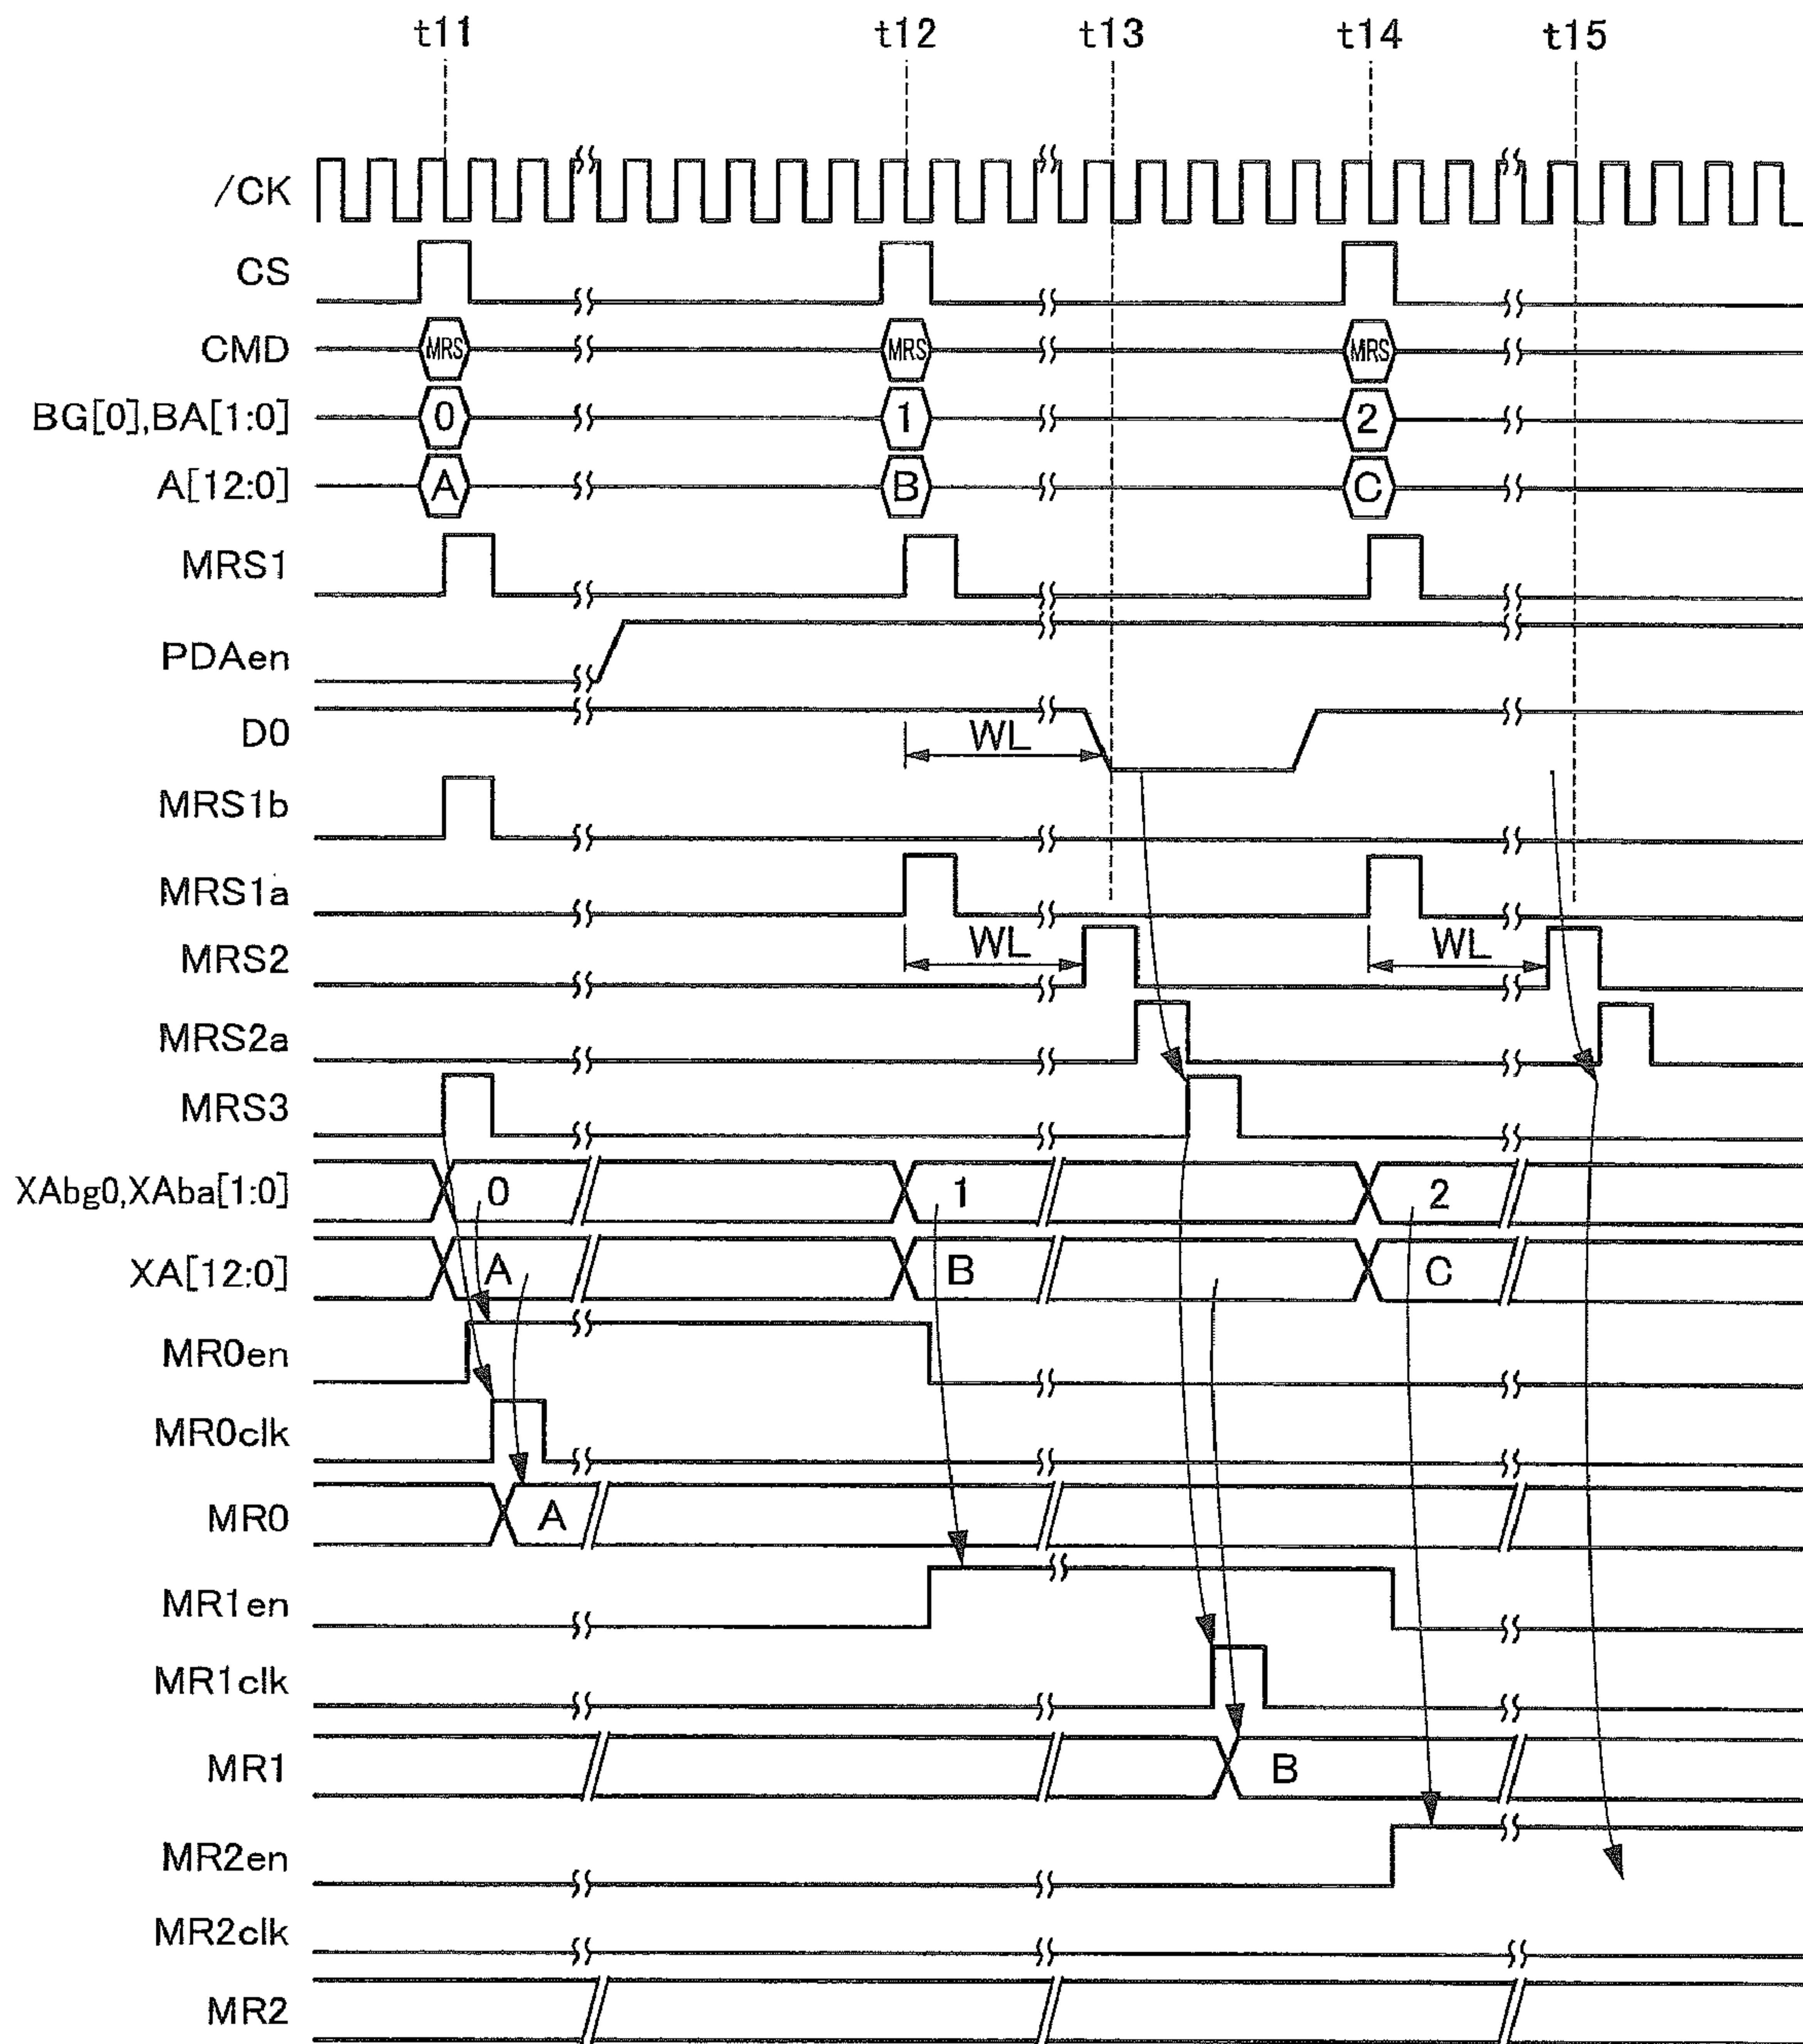 t11 t12 t13 t14 t15
/CK
CS
CMD MRS MRS MRS
BG[0],BA[1:0] 0 1 2
A[12:0] A B C
MRS1
PDAen
D0 WL
MRS1b
MRS1a
MRS2 WL WL
MRS2a
MRS3
XAbg0,XAba[1:0] 0 1 2
XA[12:0] A B C
MR0en
MR0clk
MR0 A
MR1en
MR1clk
MR1 B
MR2en
MR2clk
MR2